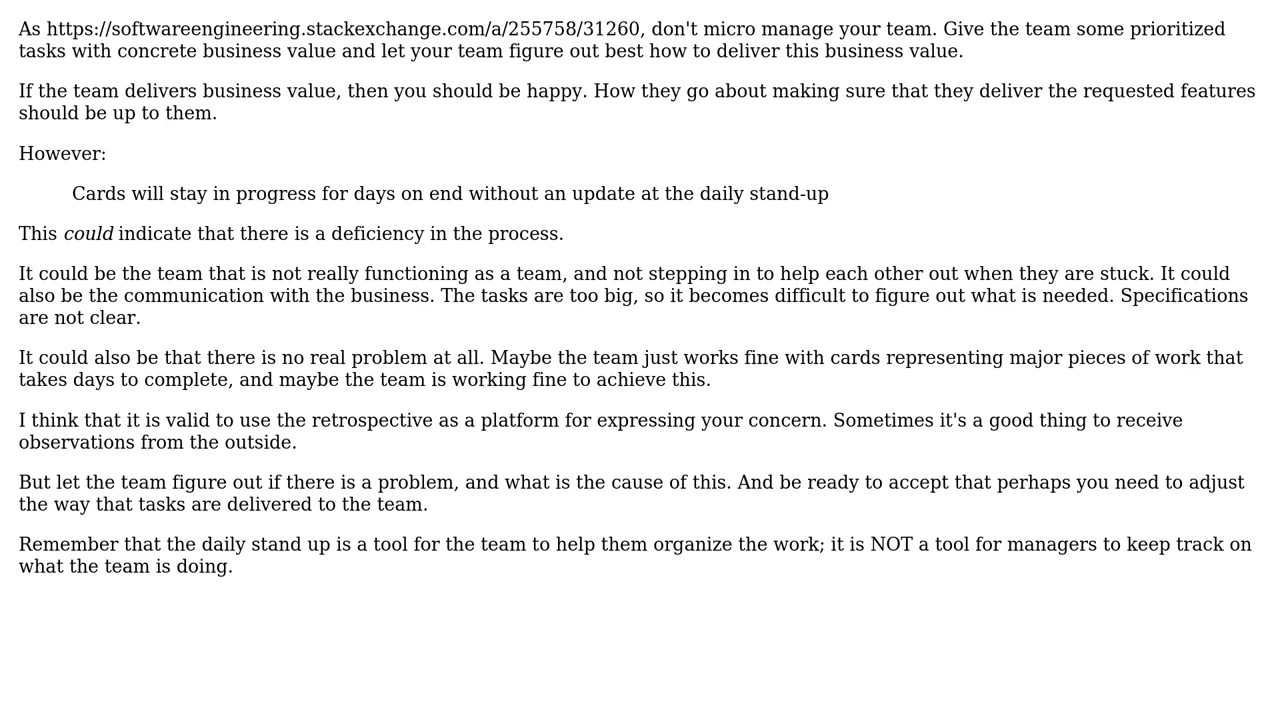 As https://softwareengineering.stackexchange.com/a/255758/31260, don't micro manage your team. Give the team some prioritized
tasks with concrete business value and let your team figure out best how to deliver this business value.
If the team delivers business value, then you should be happy. How they go about making sure that they deliver the requested features
should be up to them.
However:
Cards will stay in progress for days on end without an update at the daily stand-up
This could indicate that there is a deficiency in the process.
It could be the team that is not really functioning as a team, and not stepping in to help each other out when they are stuck. It could
also be the communication with the business. The tasks are too big, so it becomes difficult to figure out what is needed. Specifications
are not clear.
It could also be that there is no real problem at all. Maybe the team just works fine with cards representing major pieces of work that
takes days to complete, and maybe the team is working fine to achieve this.
I think that it is valid to use the retrospective as a platform for expressing your concern. Sometimes it's a good thing to receive
observations from the outside.
But let the team figure out if there is a problem, and what is the cause of this. And be ready to accept that perhaps you need to adjust
the way that tasks are delivered to the team.
Remember that the daily stand up is a tool for the team to help them organize the work; it is NOT a tool for managers to keep track on
what the team is doing.